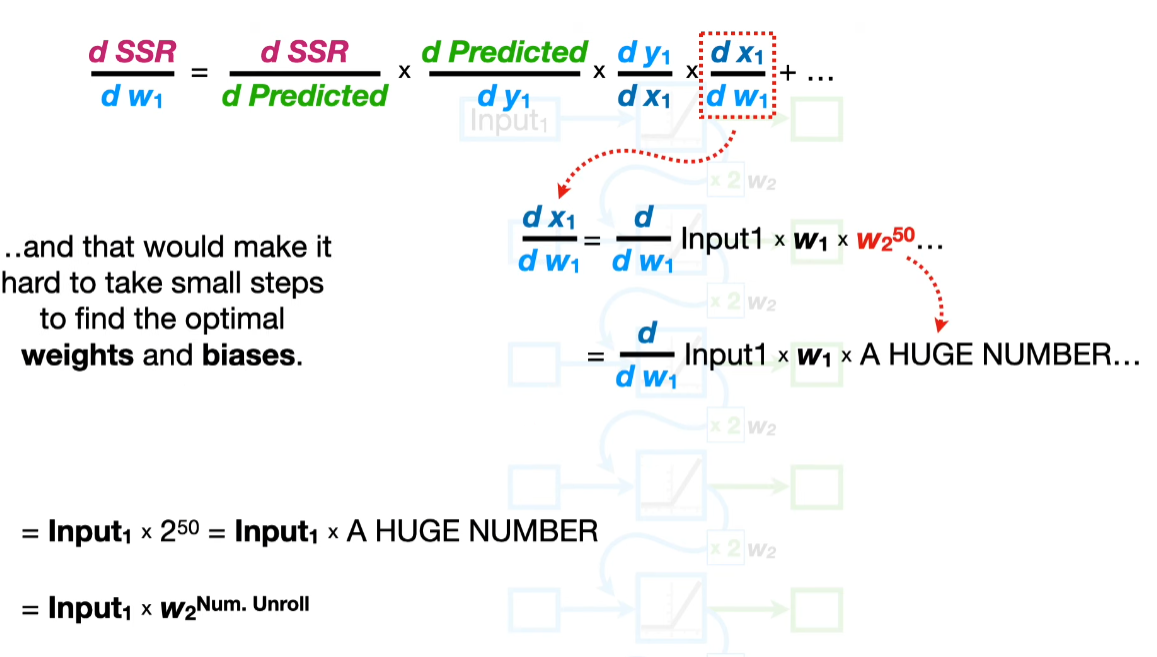 d SSR / d w₁ = d SSR / d Predicted x d Predicted / d y₁ x d y₁ / d x₁ x d x₁ / d w₁ + ...
Input₁
x 2 w₂
..and that would make it
hard to take small steps
to find the optimal
weights and biases.
d x₁ / d w₁ = d / d w₁ Input1 × w₁ × w₂⁵⁰...
x 2 w₂
= d / d w₁ Input1 × w₁ × A HUGE NUMBER...
x 2 w₂
= Input₁ × 2⁵⁰ = Input₁ × A HUGE NUMBER
x 2 w₂
= Input₁ × w₂^Num. Unroll